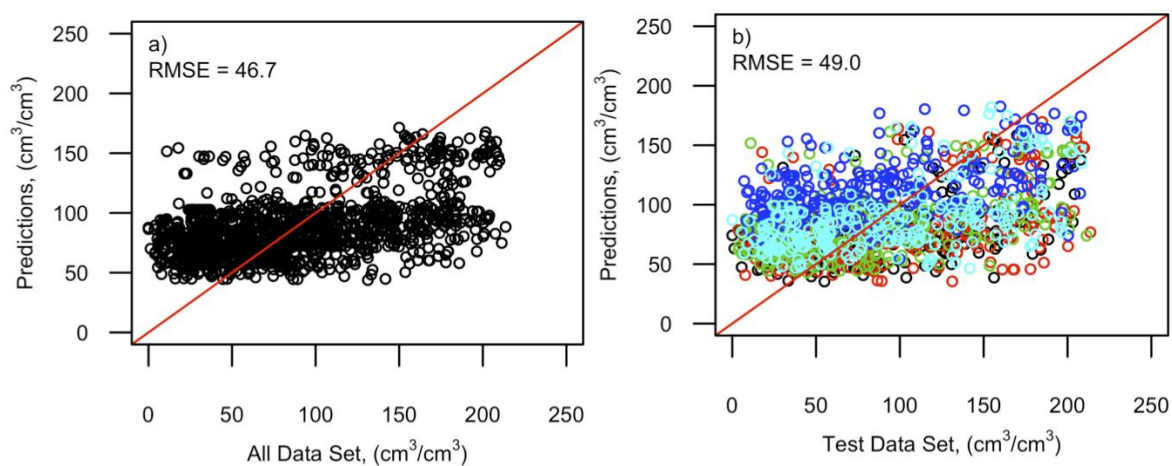 a)
RMSE = 46.7
250
200
150
100
50
0
Predictions, (cm³/cm³)
0 50 100 150 200 250
All Data Set, (cm³/cm³)
b)
RMSE = 49.0
250
200
150
100
50
0
Predictions, (cm³/cm³)
0 50 100 150 200 250
Test Data Set, (cm³/cm³)